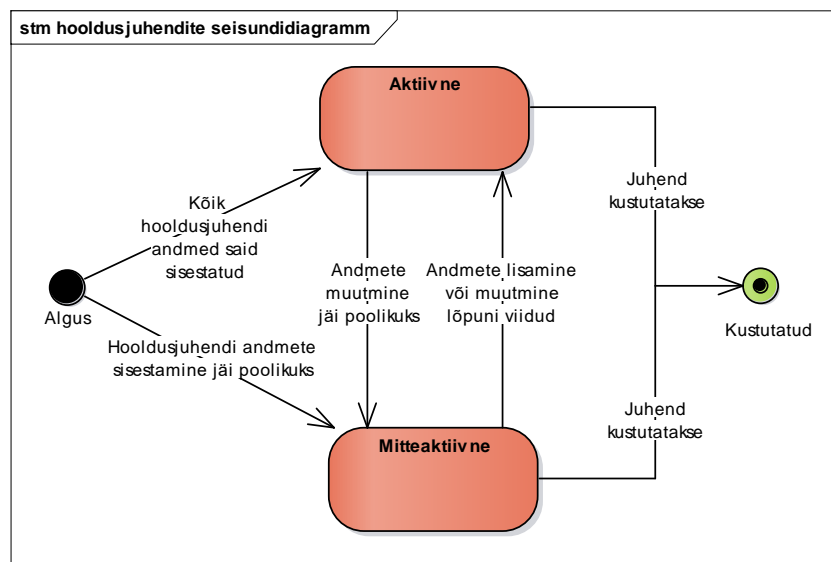 stm hooldusjuhendite seisundidiagramm
Aktiivne
Juhend
kustutatakse
Kõik
hooldusjuhendi
andmed said
sisestatud
Andmete
muutmine
jäi poolikuks
Andmete lisamine
või muutmine
lõpuni viidud
Algus
Kustutatud
Hooldusjuhendi andmete
sisestamine jäi poolikuks
Juhend
kustutatakse
Mitteaktiivne